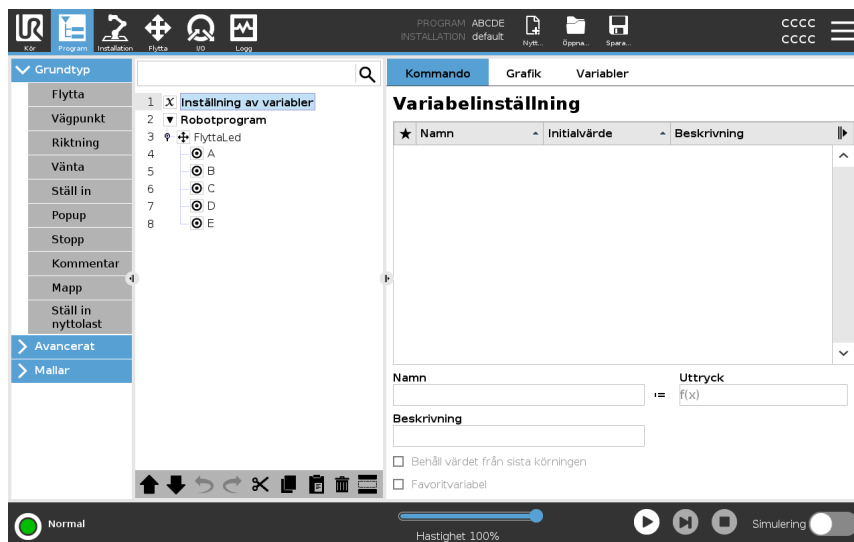 PROGRAM ABCDE
INSTALLATION default
CCCC
CCCC
UR
Kör
Program
Installation
Flytta
I/O
Logg
Nytt...
Öppna...
Spara...
Grundtyp
Flytta
Vägpunkt
Riktning
Vänta
Ställ in
Popup
Stopp
Kommentar
Mapp
Ställ in
nyttolast
Avancerat
Mallar
1 x Inställning av variabler
2 Robotprogram
3 FlyttaLed
4 A
5 B
6 C
7 D
8 E
Kommando Grafik Variabler
Variabelinställning
Namn Initialvärde Beskrivning
Namn
Uttryck
:=
f(x)
Beskrivning
Behåll värdet från sista körningen
Favoritvariabel
Normal
Hastighet 100%
Simulering